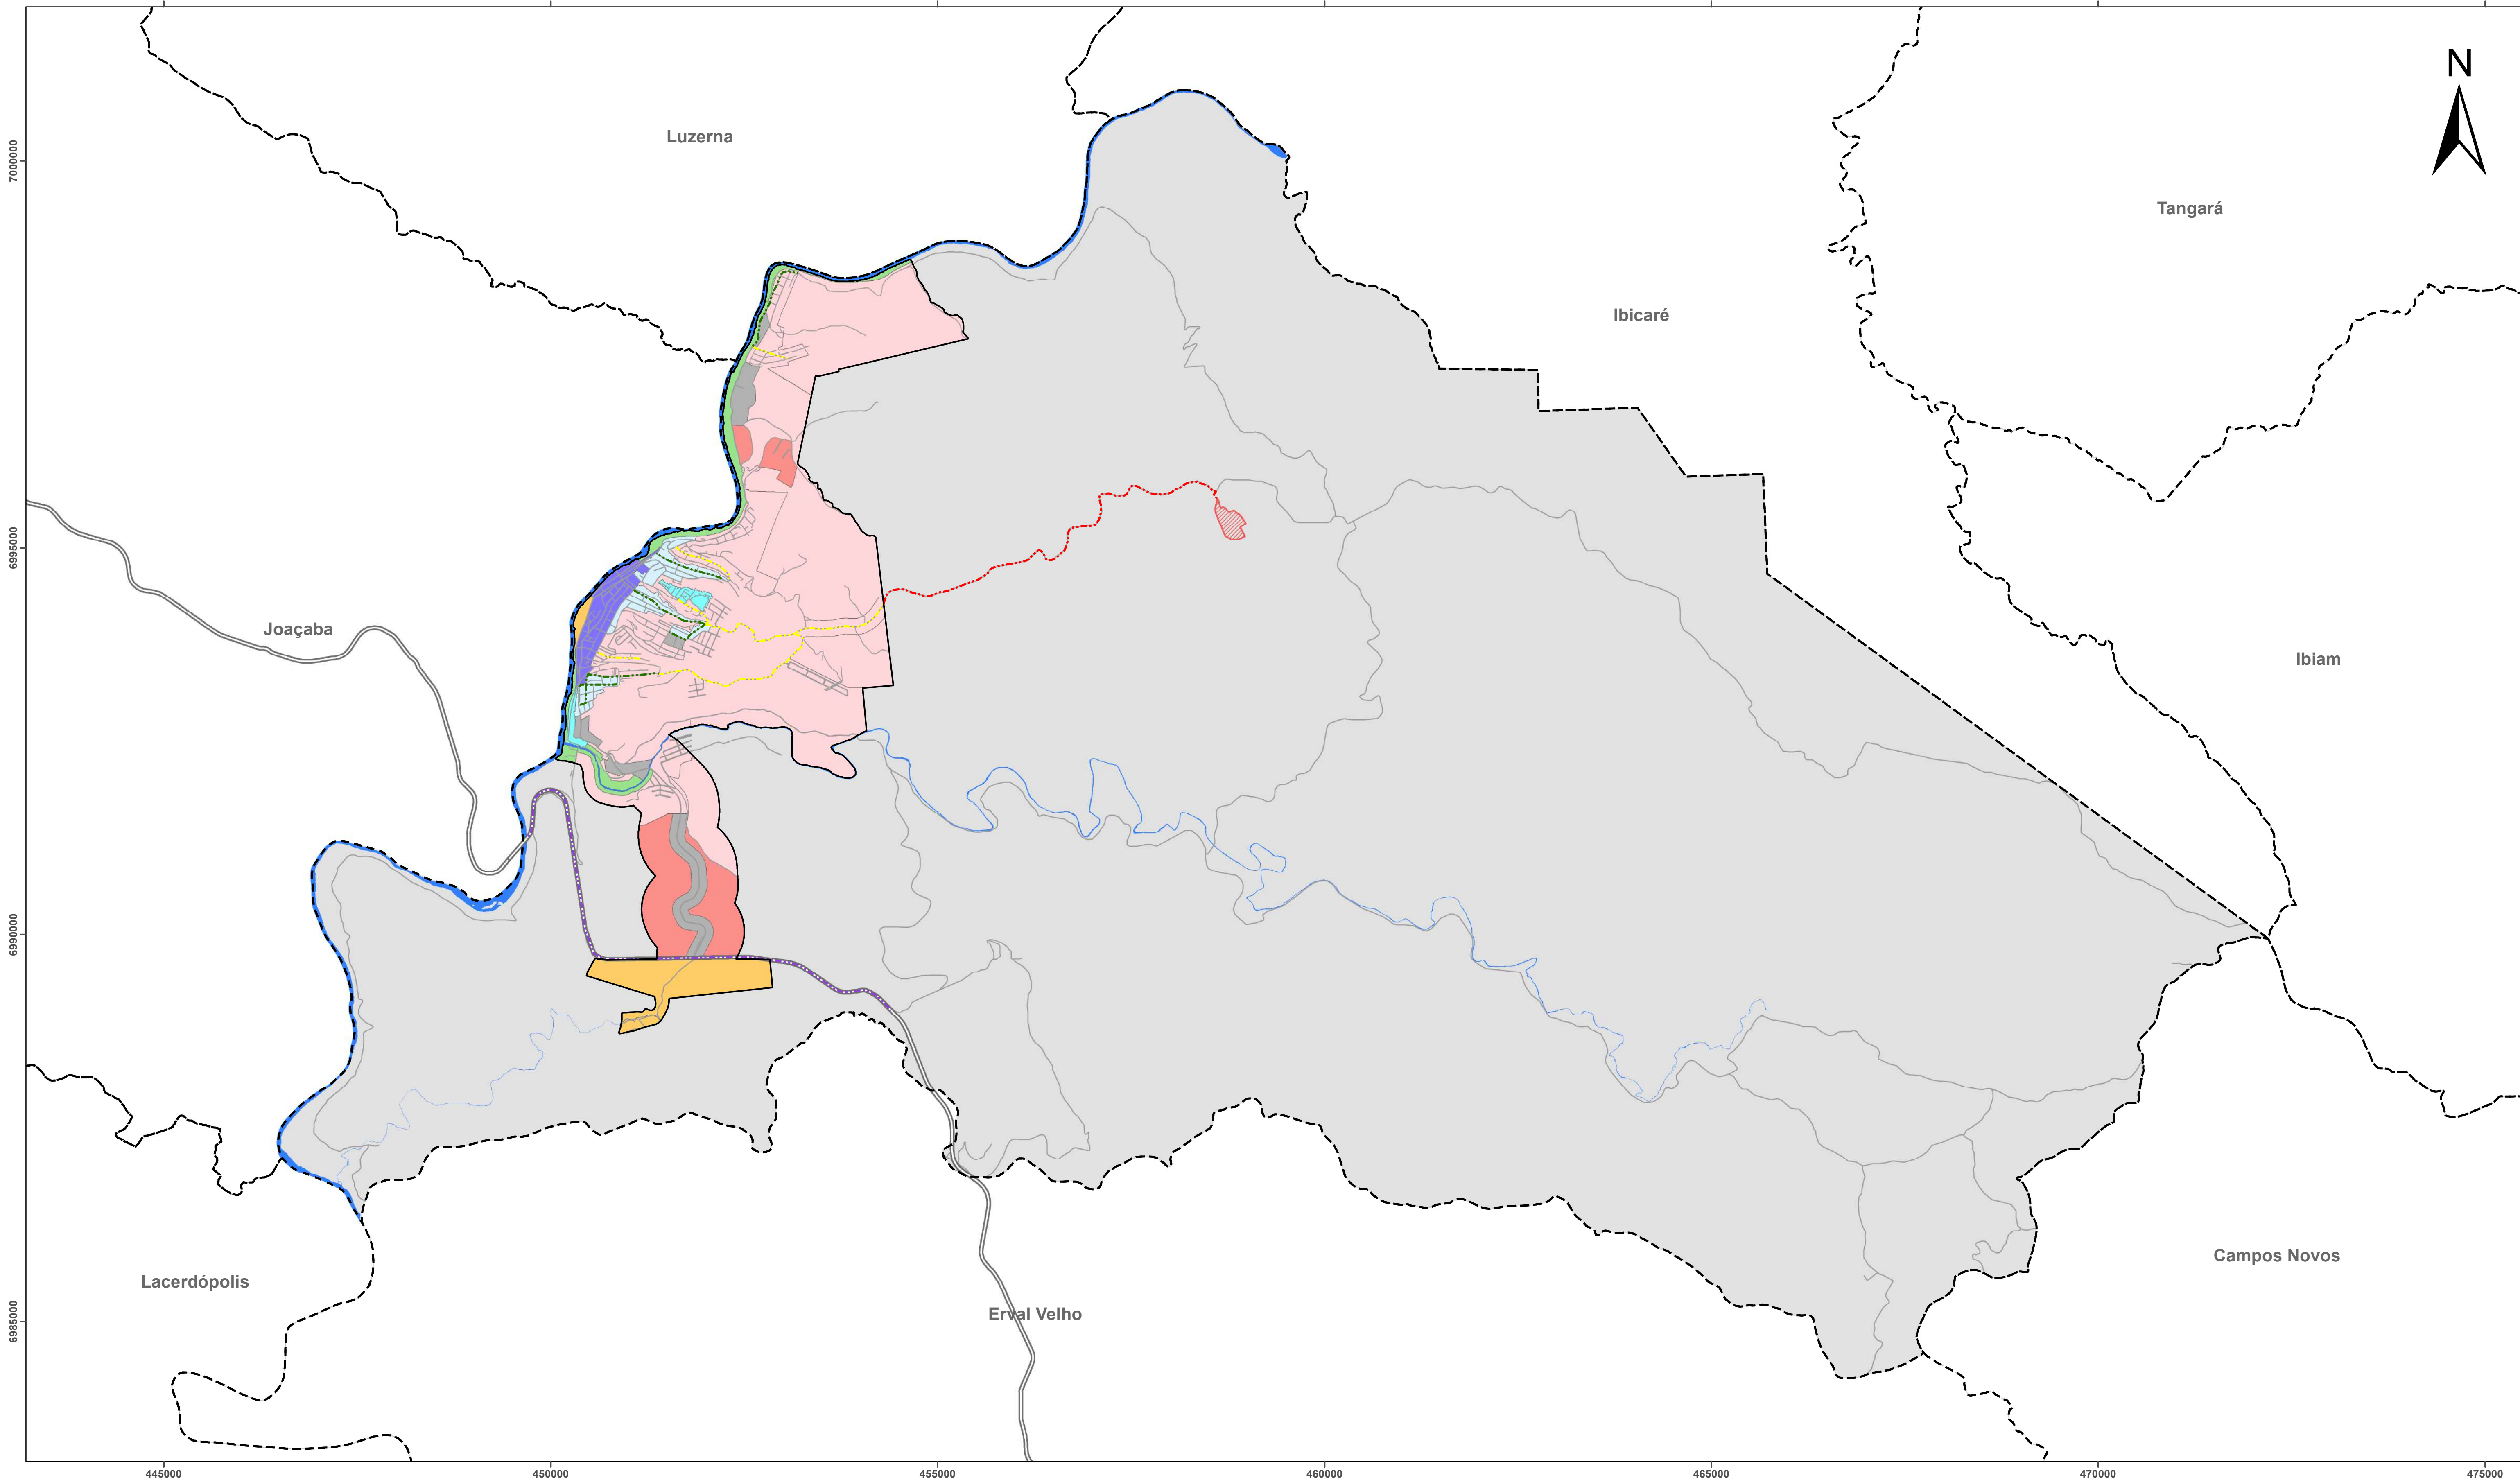 N
Luzerna
7000000
Tangará
Ibicaré
6995000
Joaçaba
Ibiam
6990000
Campos Novos
Lacerdópolis
Erval Velho
6985000
445000
450000
455000
460000
465000
470000
475000